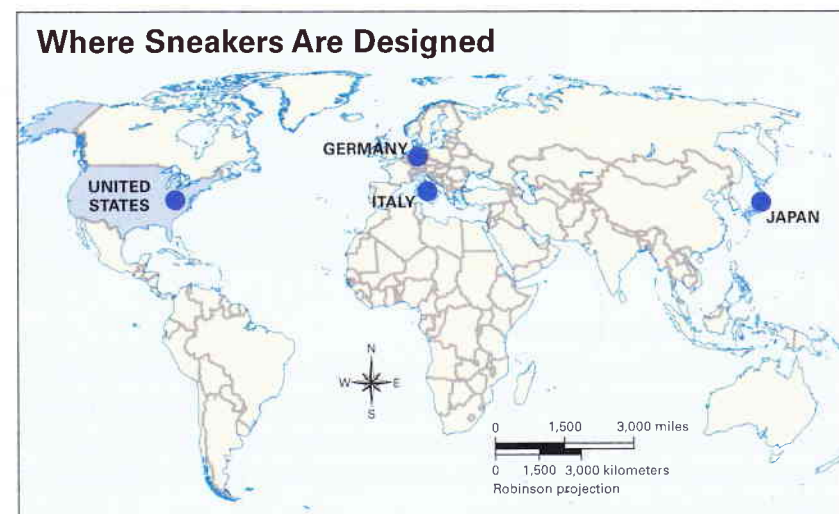 Where Sneakers Are Designed
GERMANY
UNITED
STATES
ITALY
JAPAN
N
W E
S
0 1,500 3,000 miles
0 1,500 3,000 kilometers
Robinson projection